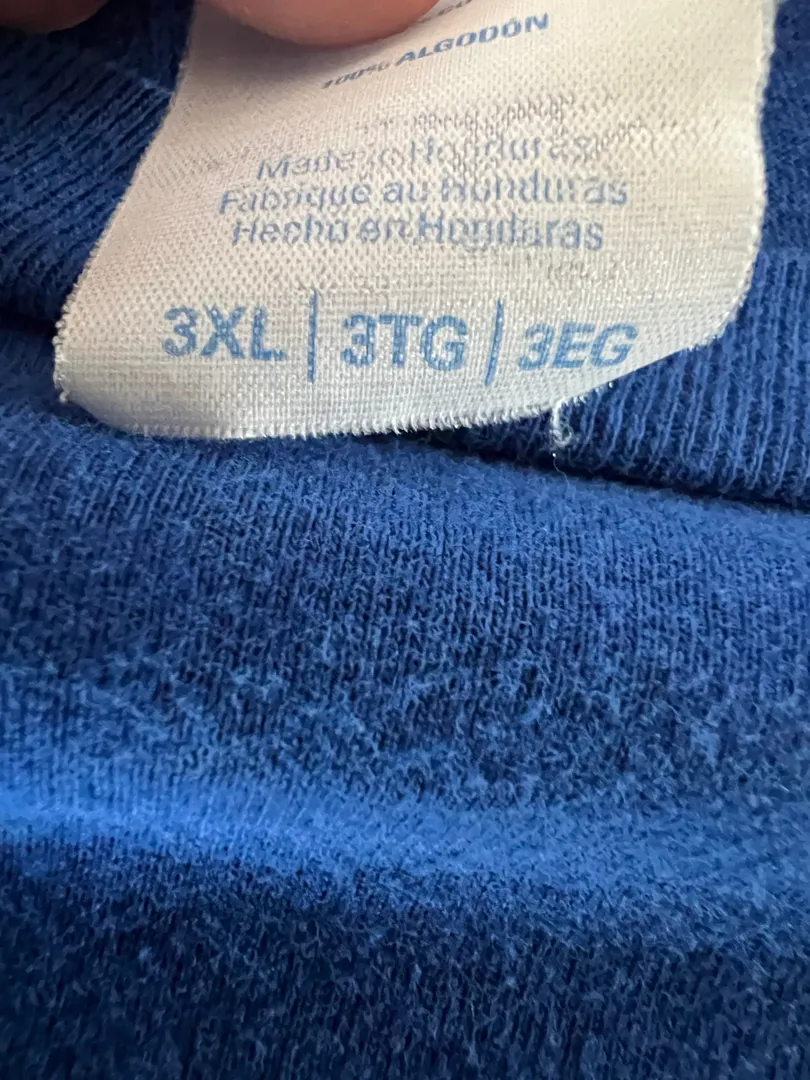 100% ALGODÓN
Made in Honduras
Fabriqué au Honduras
Hecho en Honduras
3XL | 3TG | 3EG